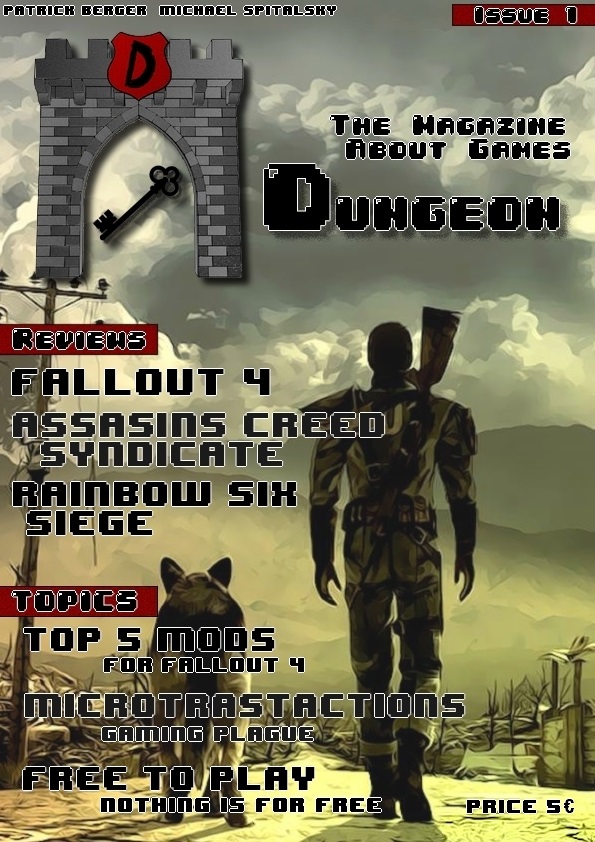 PATRICK BERGER MICHAEL SPITALSKY
ISSUE 1
D
THE MAGAZINE
ABOUT GAMES
DUNGEON
REVIEWS
FALLOUT 4
ASSASINS CREED
SYNDICATE
RAINBOW SIX
SIEGE
TOPICS
TOP 5 MODS
FOR FALLOUT 4
MICROTRASTACTIONS
GAMING PLAGUE
FREE TO PLAY
NOTHING IS FOR FREE
PRICE 5€